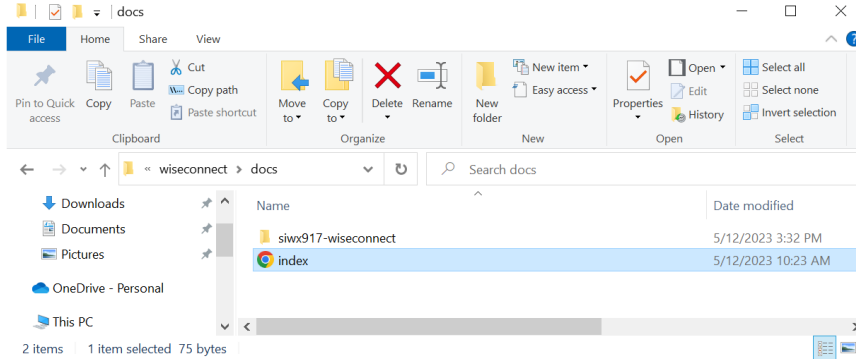 docs
File Home Share View
Pin to Quick access
Copy
Paste
Cut
Copy path
Paste shortcut
Clipboard
Move to
Copy to
Delete
Rename
Organize
New folder
New item
Easy access
New
Properties
Open
Edit
History
Open
Select all
Select none
Invert selection
Select
« wiseconnect > docs
Search docs
Downloads
Documents
Pictures
OneDrive - Personal
This PC
Name Date modified
siwx917-wiseconnect 5/12/2023 3:32 PM
index 5/12/2023 10:23 AM
2 items 1 item selected 75 bytes